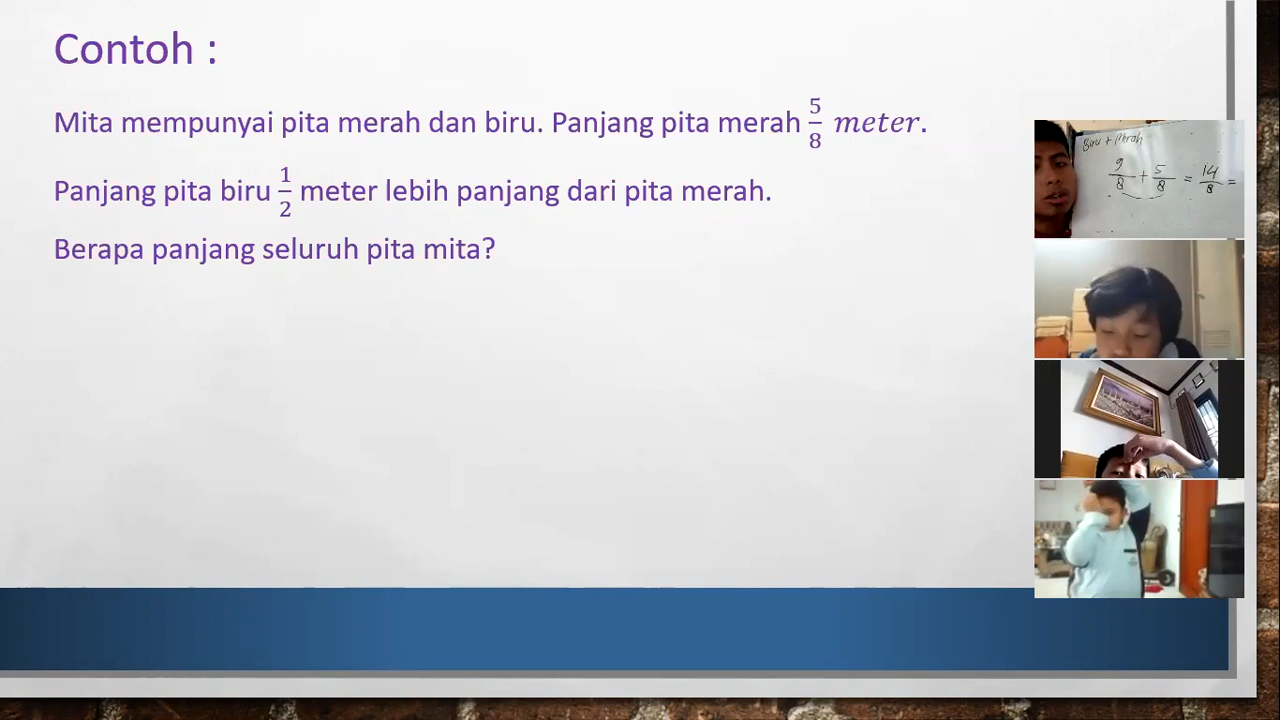 Contoh :
Mita mempunyai pita merah dan biru. Panjang pita merah 5/8 meter.
Panjang pita biru 1/2 meter lebih panjang dari pita merah.
Berapa panjang seluruh pita mita?
Biru + Merah
9/8 + 5/8 = 14/8 =